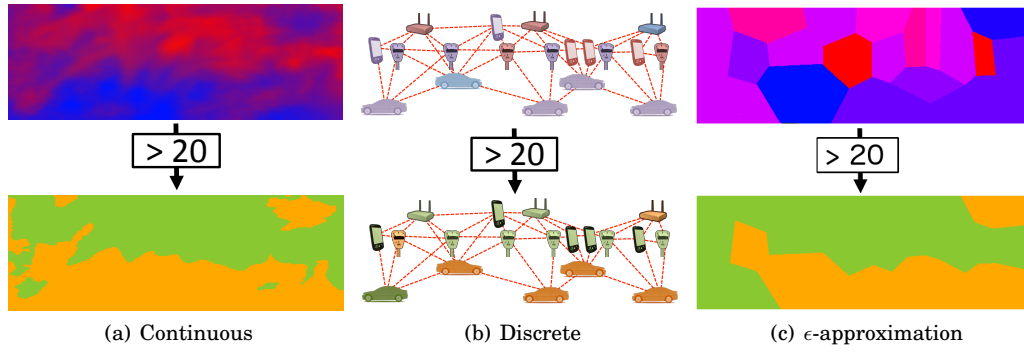 > 20
> 20
> 20
(a) Continuous
(b) Discrete
(c) ϵ-approximation